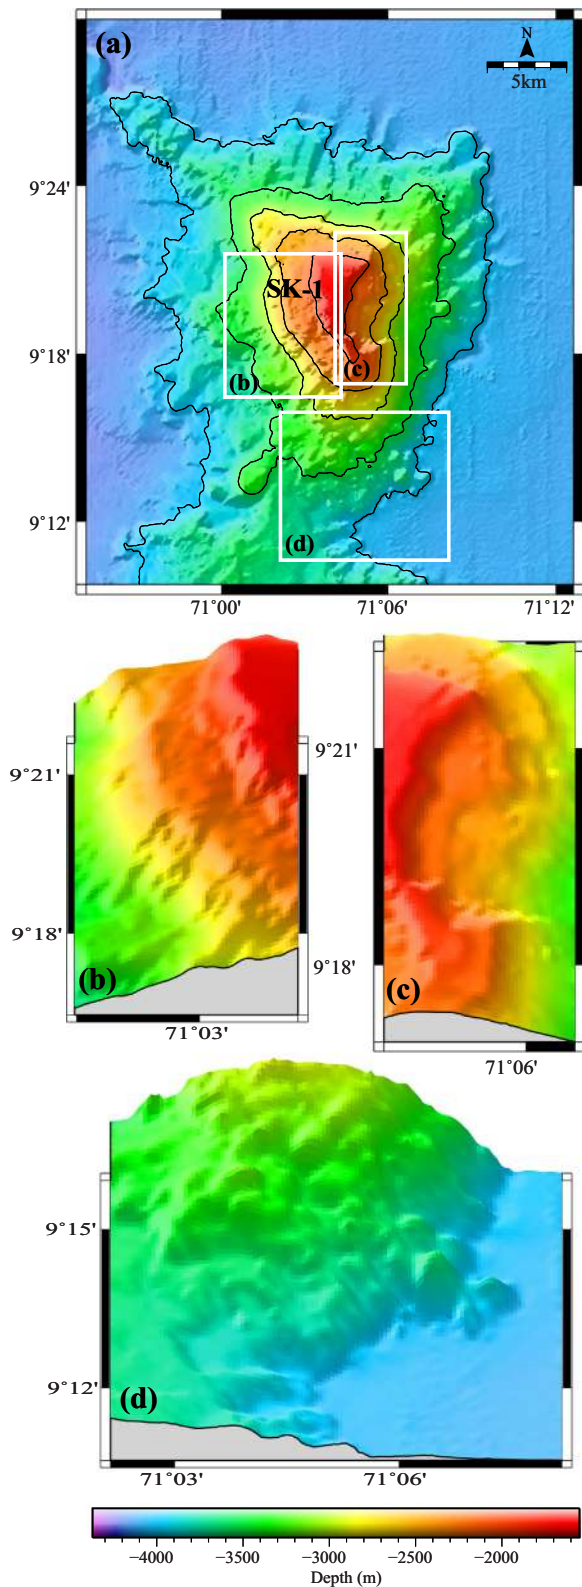 (a)
N
5km
9˚24'
SK-1
9˚18'
(c)
(b)
9˚12'
(d)
71˚00'
71˚06'
71˚12'
9˚21'
9˚21'
9˚18'
9˚18'
(b)
(c)
71˚03'
71˚06'
9˚15'
9˚12'
(d)
71˚03'
71˚06'
−4000 −3500 −3000 −2500 −2000
Depth (m)